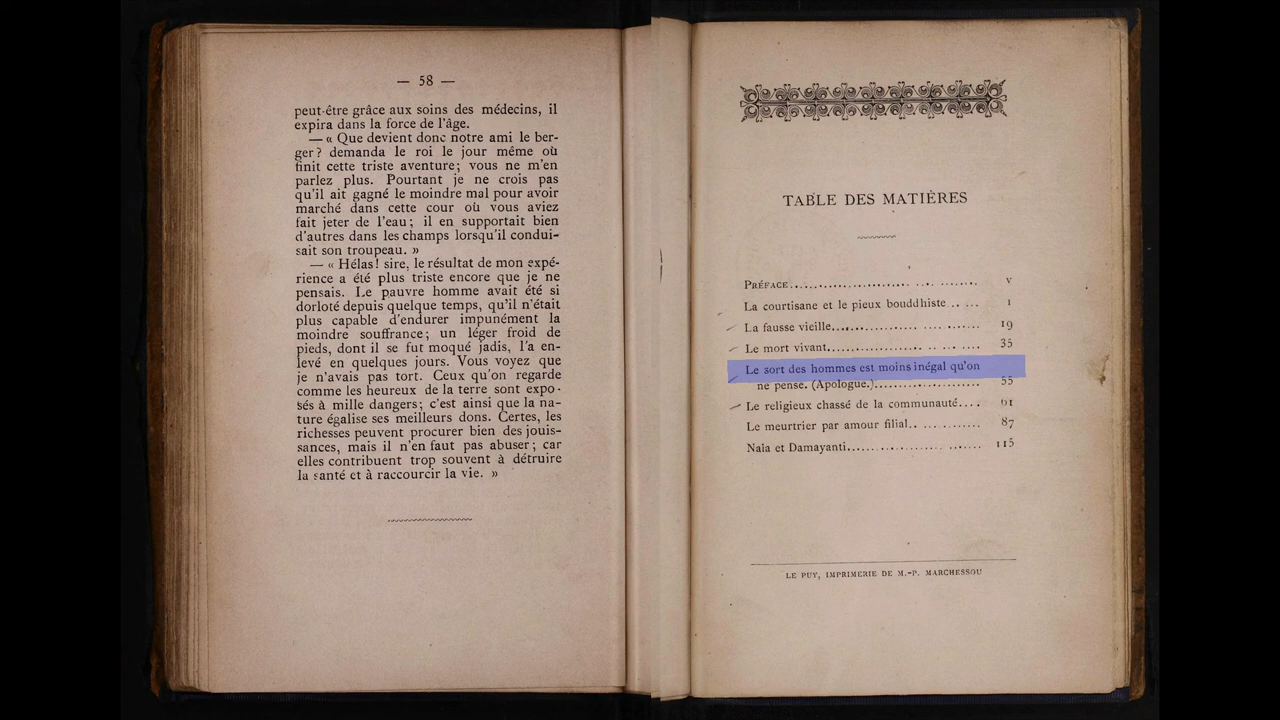 — 58 —
peut-être grâce aux soins des médecins, il
expira dans la force de l'âge.
— « Que devient donc notre ami le ber-
ger ? demanda le roi le jour même où
finit cette triste aventure ; vous ne m'en
parlez plus. Pourtant je ne crois pas
qu'il ait gagné le moindre mal pour avoir
marché dans cette cour où vous aviez
fait jeter de l'eau ; il en supportait bien
d'autres dans les champs lorsqu'il condui-
sait son troupeau. »
— « Hélas ! sire, le résultat de mon expé-
rience a été plus triste encore que je ne
pensais. Le pauvre homme avait été si
dorloté depuis quelque temps, qu'il n'était
plus capable d'endurer impunément la
moindre souffrance ; un léger froid de
pieds, dont il se fut moqué jadis, l'a en-
levé en quelques jours. Vous voyez que
je n'avais pas tort. Ceux qu'on regarde
comme les heureux de la terre sont expo-
sés à mille dangers ; c'est ainsi que la na-
ture égalise ses meilleurs dons. Certes, les
richesses peuvent procurer bien des jouis-
sances, mais il n'en faut pas abuser ; car
elles contribuent trop souvent à détruire
la santé et à raccourcir la vie. »
TABLE DES MATIÈRES
PRÉFACE.............................. V
La courtisane et le pieux bouddhiste...... 1
La fausse vieille.......................... 19
Le mort vivant............................ 35
Le sort des hommes est moins inégal qu'on
ne pense. (Apologue.).................... 55
Le religieux chassé de la communauté.... 61
Le meurtrier par amour filial.............. 87
Naia et Damayanti....................... 115
LE PUY, IMPRIMERIE DE M.-P. MARCHESSOU